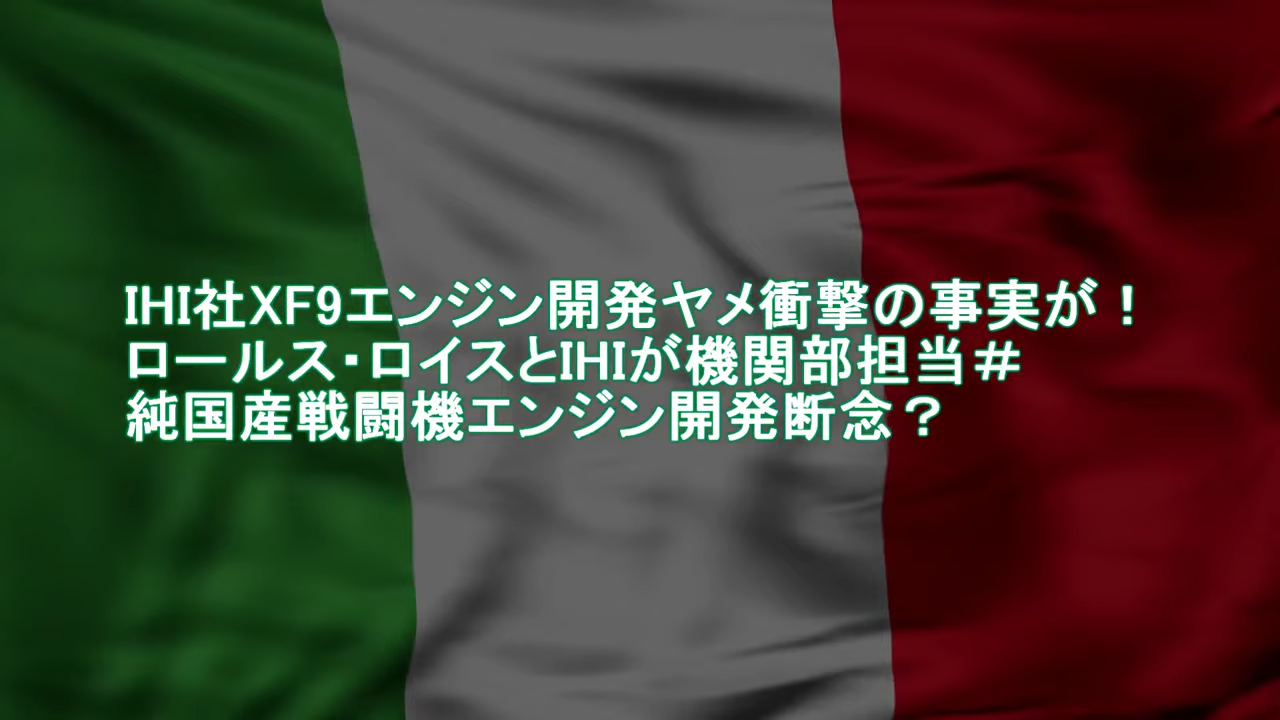 IHI社XF9エンジン開発ヤメ衝撃の事実が！
ロールス・ロイスとIHIが機関部担当＃
純国産戦闘機エンジン開発断念？